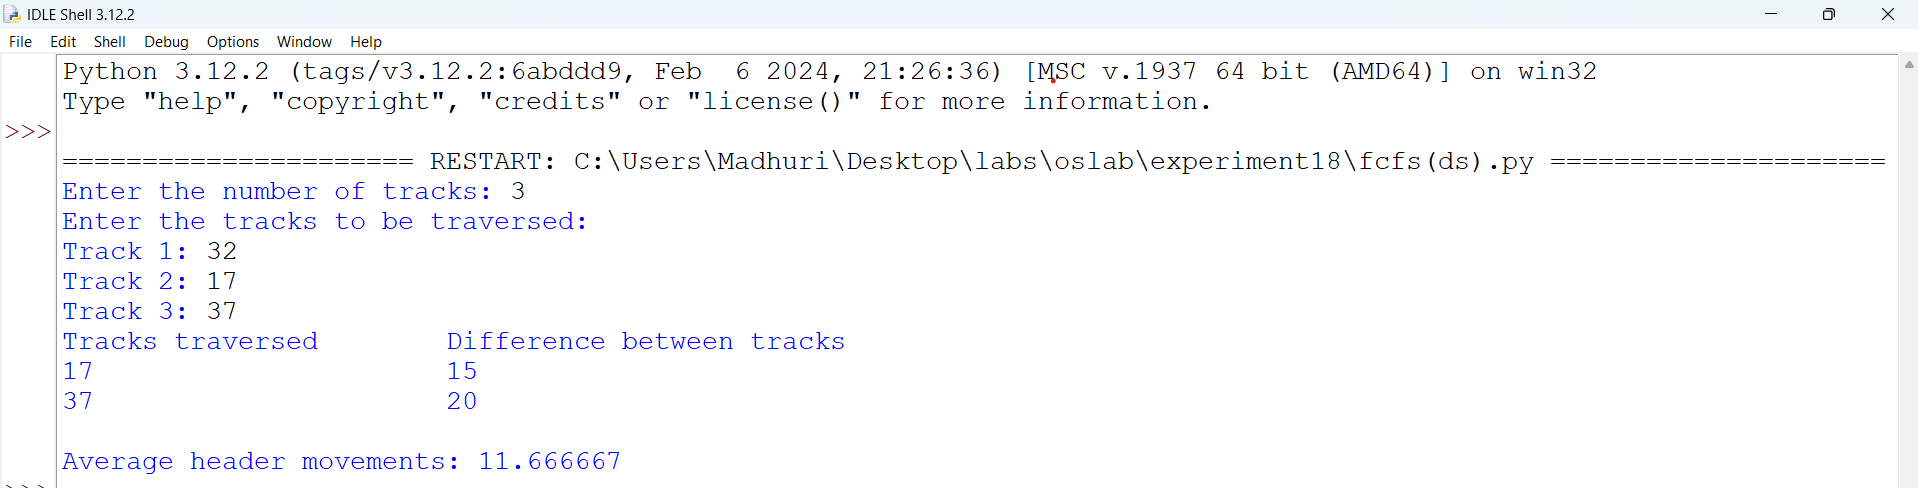 IDLE Shell 3.12.2
File Edit Shell Debug Options Window Help
Python 3.12.2 (tags/v3.12.2:6abddd9, Feb  6 2024, 21:26:36) [MSC v.1937 64 bit (AMD64)] on win32
Type "help", "copyright", "credits" or "license()" for more information.
>>>
====================== RESTART: C:\Users\Madhuri\Desktop\labs\oslab\experiment18\fcfs(ds).py =====================
Enter the number of tracks: 3
Enter the tracks to be traversed:
Track 1: 32
Track 2: 17
Track 3: 37
Tracks traversed        Difference between tracks
17                      15
37                      20
Average header movements: 11.666667
>>>